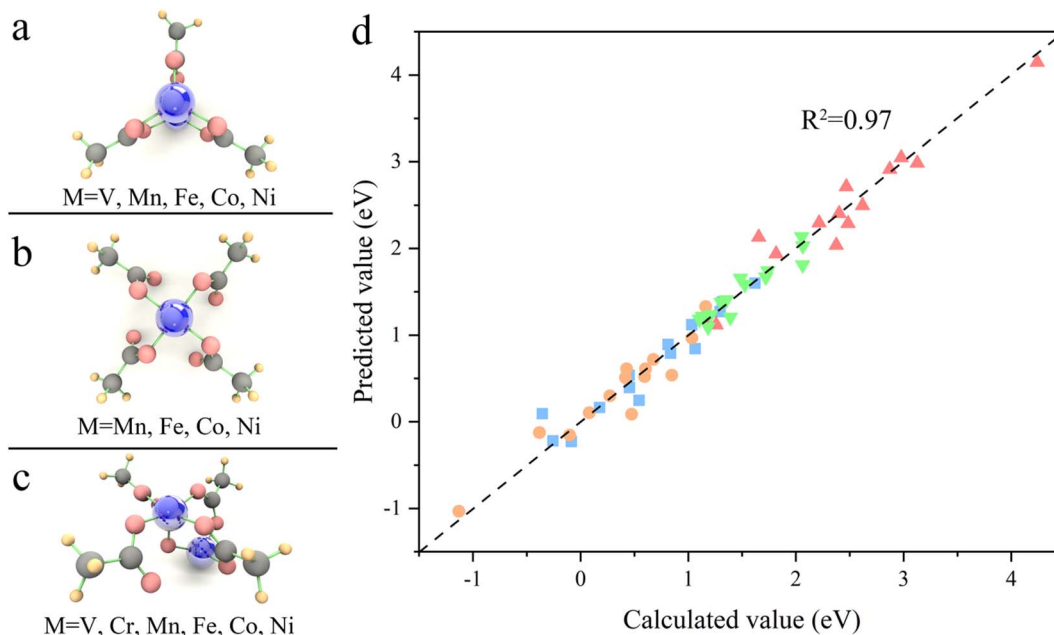 a
M=V, Mn, Fe, Co, Ni
b
M=Mn, Fe, Co, Ni
c
M=V, Cr, Mn, Fe, Co, Ni
d
R²=0.97
Predicted value (eV)
4
3
2
1
0
-1
-1 0 1 2 3 4
Calculated value (eV)